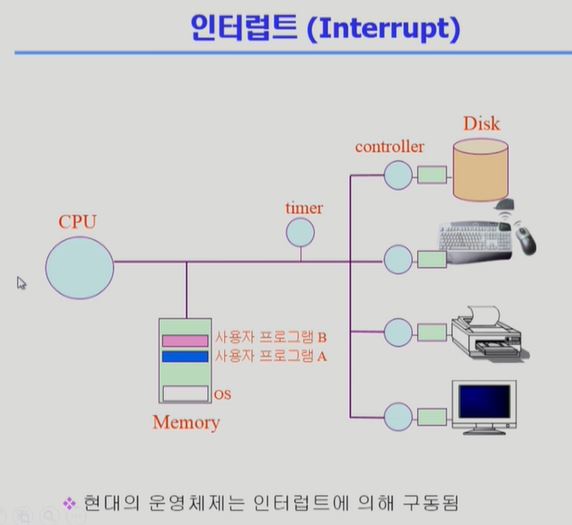 인터럽트 (Interrupt)
Disk
controller
timer
CPU
사용자 프로그램 B
사용자 프로그램 A
OS
Memory
현대의 운영체제는 인터럽트에 의해 구동됨